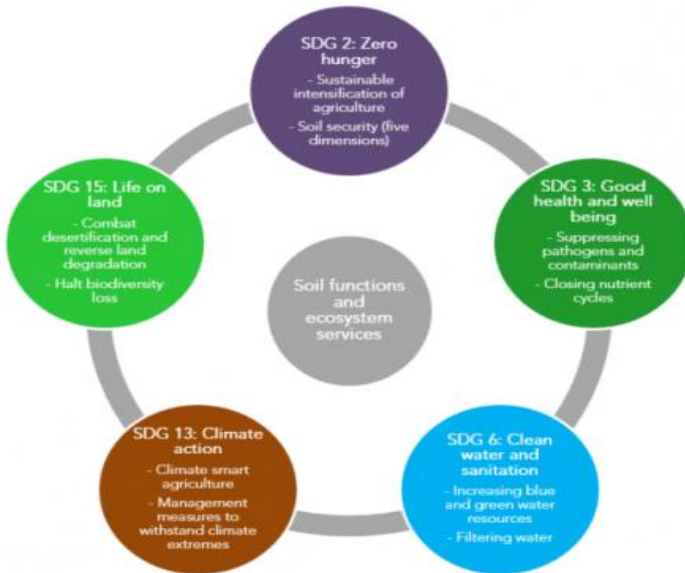 SDG 2: Zero
hunger
- Sustainable
intensification of
agriculture
- Soil security (five
dimensions)
SDG 3: Good
health and well
being
- Suppressing
pathogens and
contaminants
- Closing nutrient
cycles
SDG 6: Clean
water and
sanitation
- Increasing blue
and green water
resources
- Filtering water
SDG 13: Climate
action
- Climate smart
agriculture
- Management
measures to
withstand climate
extremes
SDG 15: Life on
land
- Combat
desertification and
reverse land
degradation
- Halt biodiversity
loss
Soil functions
and
ecosystem
services